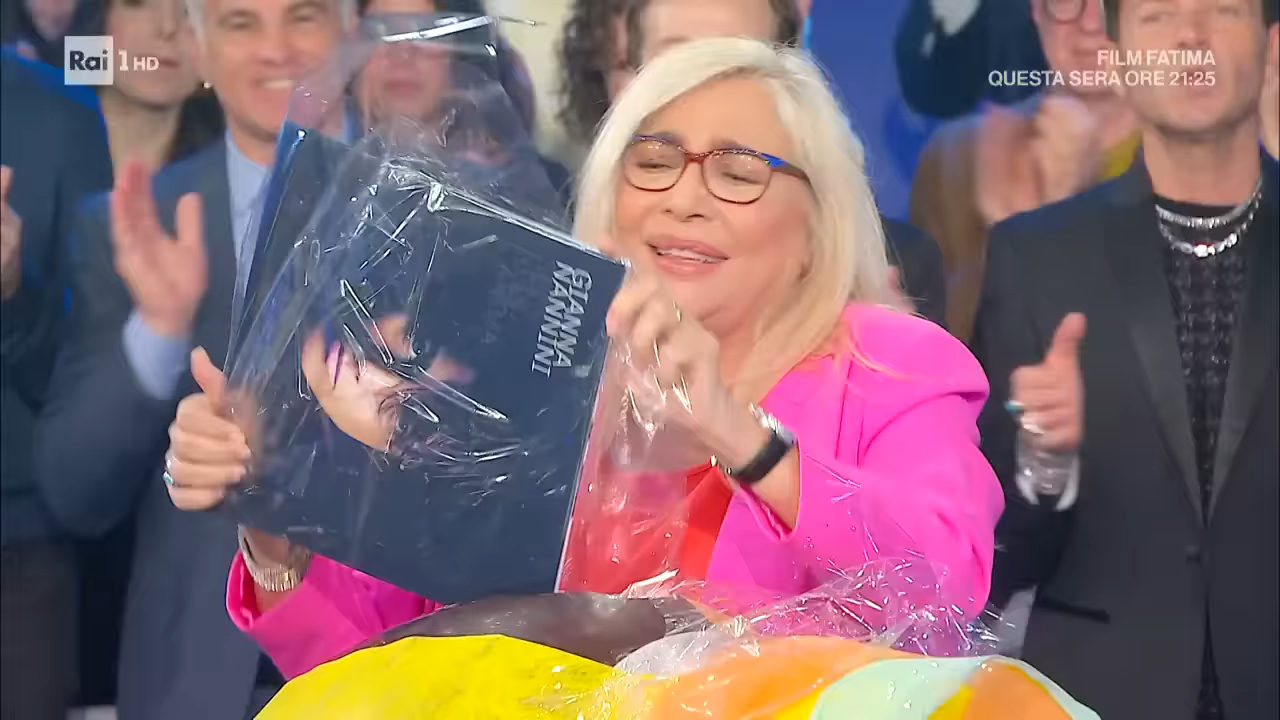 Rai 1 HD
FILM FATIMA
QUESTA SERA ORE 21:25
GIANNA
NANNINI